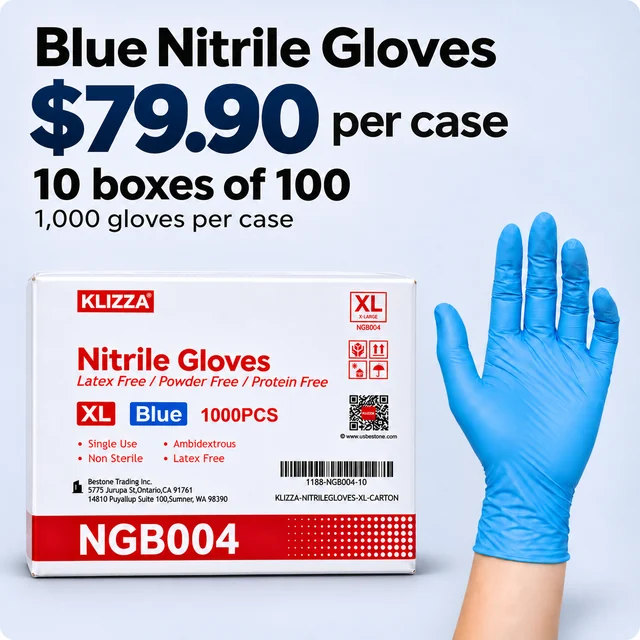 Blue Nitrile Gloves
$79.90 per case
10 boxes of 100
1,000 gloves per case
KLIZZA®
XL
X-LARGE
NGB004
Nitrile Gloves
Latex Free / Powder Free / Protein Free
XL Blue 1000PCS
• Single Use • Ambidextrous
• Non Sterile • Latex Free
KLIZZA
© www.usbestone.com
Bestone Trading Inc.
5775 Jurupa St,Ontario,CA 91761
14810 Puyallup Suite 100,Sumner, WA 98390
1188-NGB004-10
KLIZZA-NITRILEGLOVES-XL-CARTON
NGB004